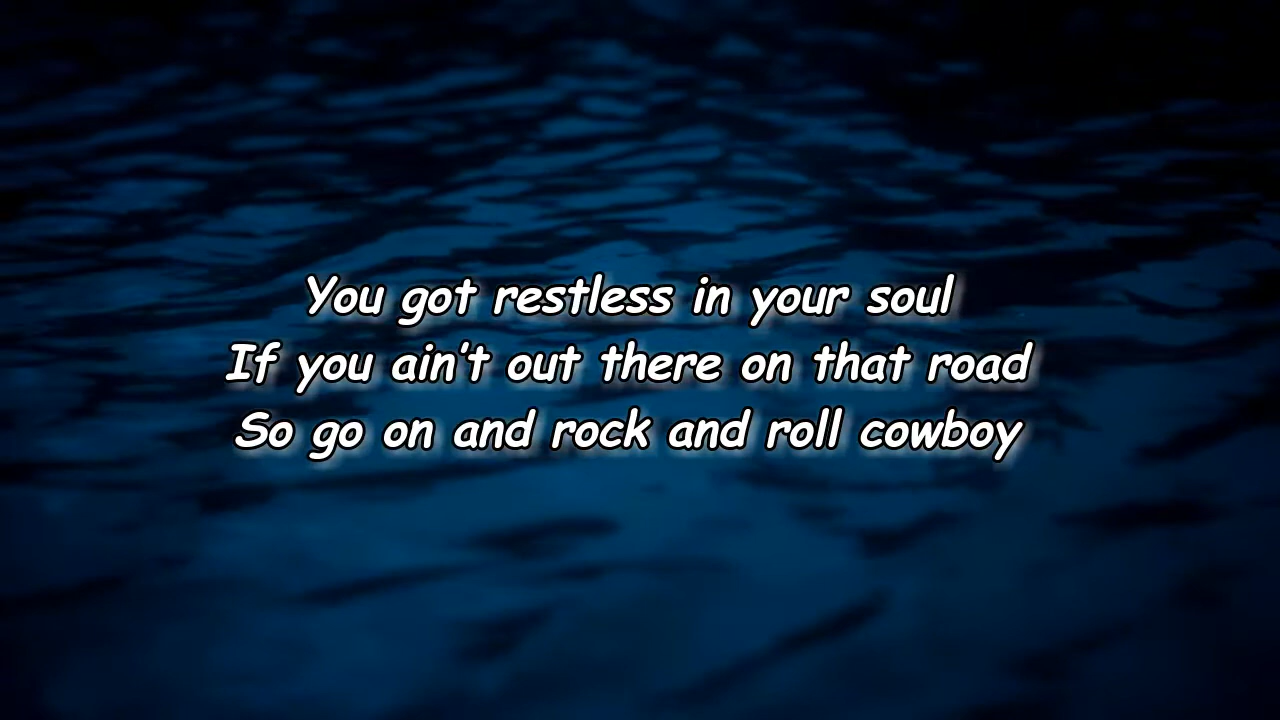 You got restless in your soul
If you ain't out there on that road
So go on and rock and roll cowboy